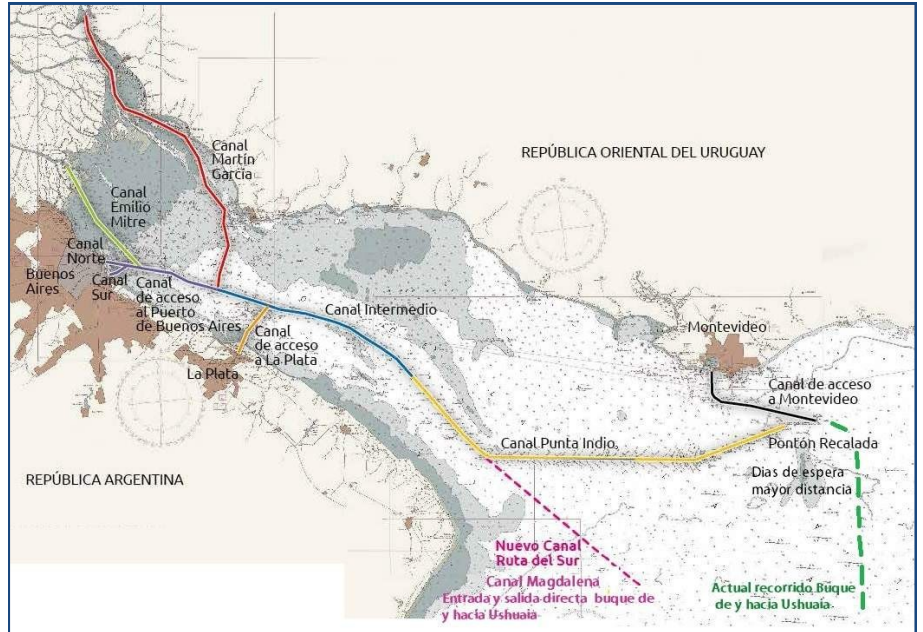 Canal
Martín
García
REPÚBLICA ORIENTAL DEL URUGUAY
Canal
Emilio
Mitre
Canal
Norte
Buenos
Aires
Canal
Sur
Canal
de acceso
al Puerto
de Buenos Aires
Canal Intermedio
Canal
de acceso
a La Plata
La Plata
Montevideo
Canal de acceso
a Montevideo
Canal Punta Indio.
Pontón Recalada
REPÚBLICA ARGENTINA
Dias de espera
mayor distancia
Nuevo Canal
Ruta del Sur
Canal Magdalena
Entrada y salida directa buque de
y hacia Ushuaia
Actual recorrido Buque
de y hacia Ushuaia